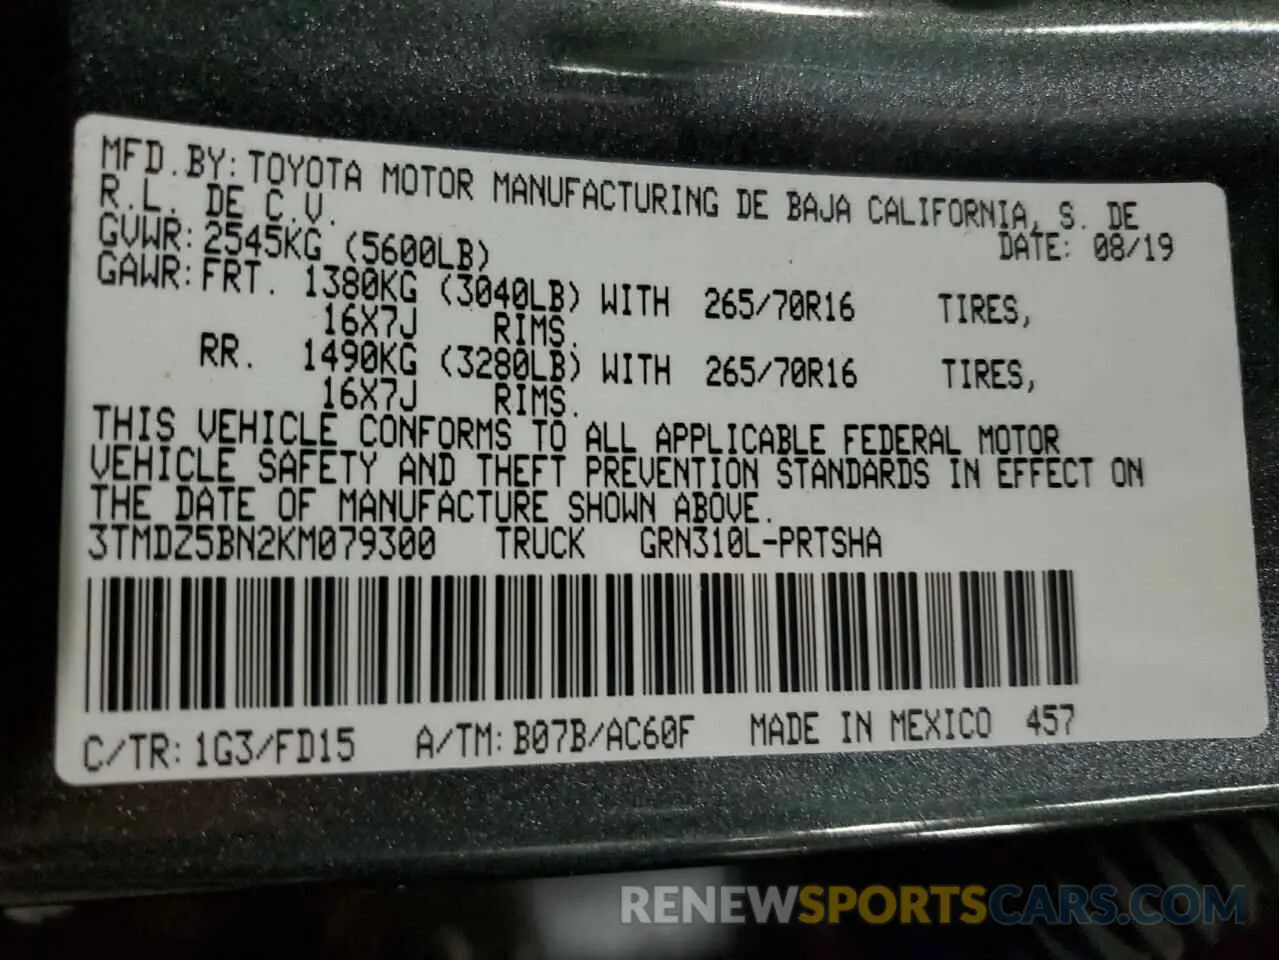 MFD. BY: TOYOTA MOTOR MANUFACTURING DE BAJA CALIFORNIA, S. DE
R.L. DE C.V.
DATE: 08/19
GVWR: 2545KG (5600LB)
GAWR: FRT. 1380KG (3040LB) WITH 265/70R16 TIRES,
16X7J RIMS.
RR. 1490KG (3280LB) WITH 265/70R16 TIRES,
16X7J RIMS.
THIS VEHICLE CONFORMS TO ALL APPLICABLE FEDERAL MOTOR
VEHICLE SAFETY AND THEFT PREVENTION STANDARDS IN EFFECT ON
THE DATE OF MANUFACTURE SHOWN ABOVE.
3TMDZ5BN2KM079300 TRUCK GRN310L-PRTSHA
C/TR: 1G3/FD15 A/TM: B07B/AC60F MADE IN MEXICO 457
RENEWSPORTSCARS.COM